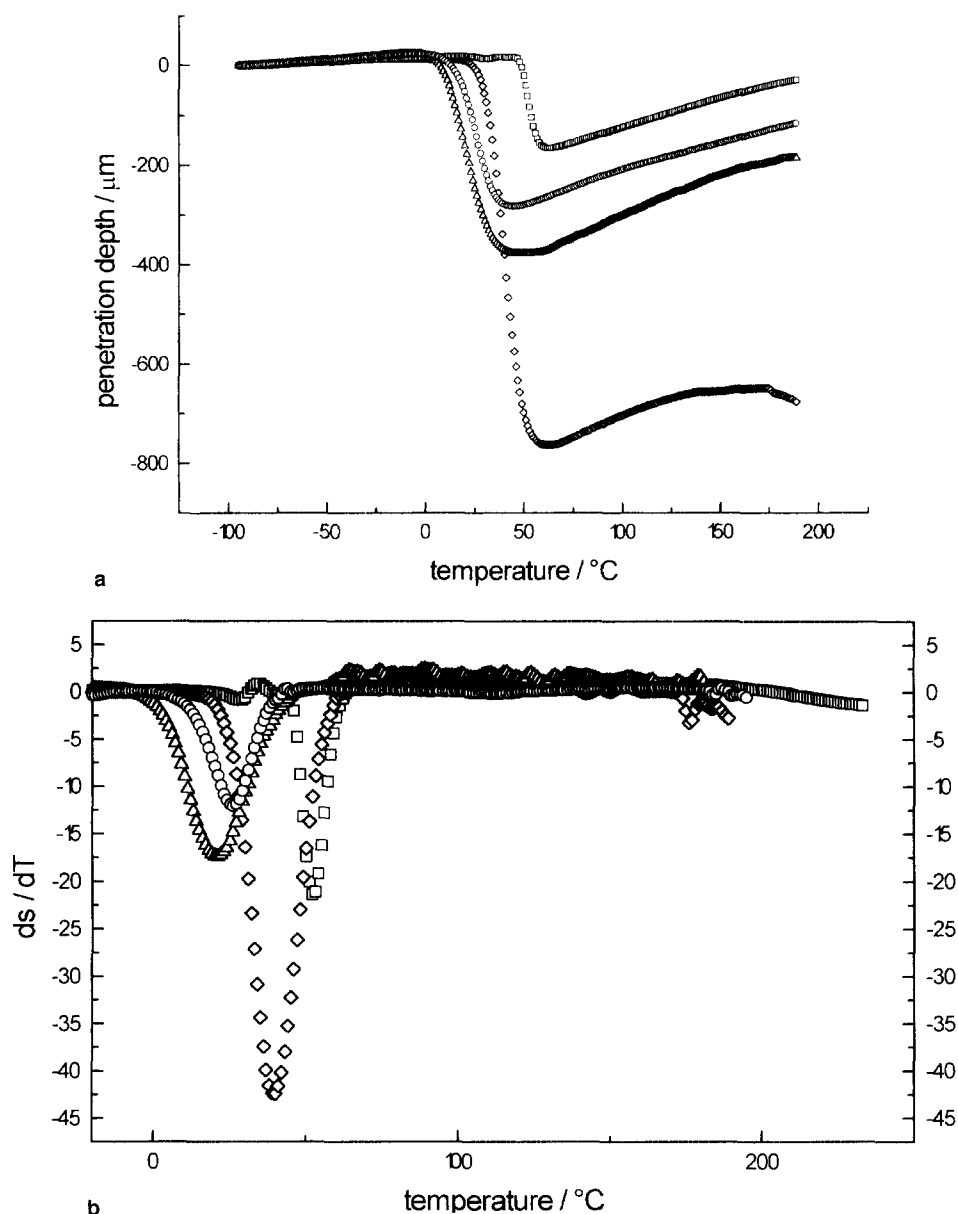 0
-200
-400
-600
-800
penetration depth / μm
-100 -50 0 50 100 150 200
temperature / °C
a
5 5
0 0
-5 -5
-10 -10
-15 -15
-20 -20
-25 -25
-30 -30
-35 -35
-40 -40
-45 -45
ds / dT
0 100 200
temperature / °C
b